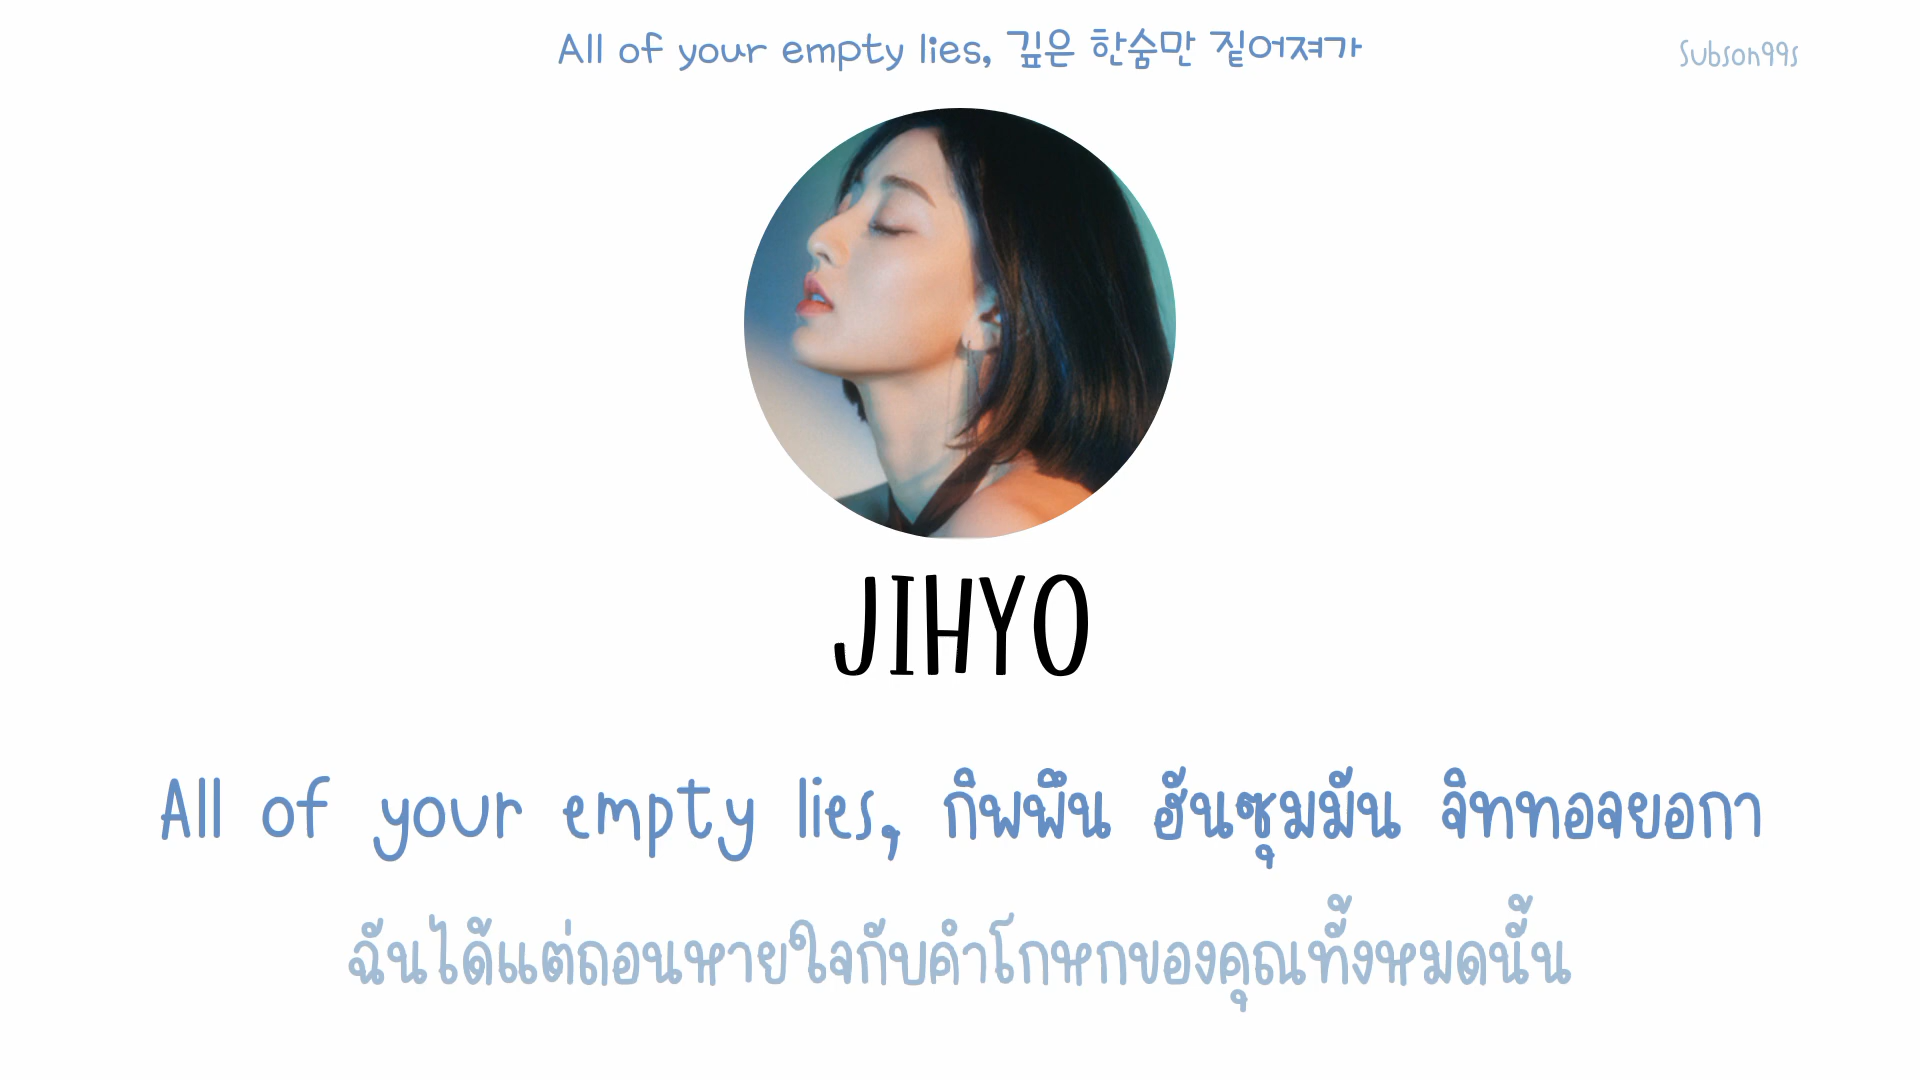 All of your empty lies, 깊은 한숨만 짙어져가
Subson99s
JIHYO
All of your empty lies, กิพพึน ฮันซุมมัน จิททอจยอกา
ฉันได้แต่ถอนหายใจกับคำโกหกของคุณทั้งหมดนั้น